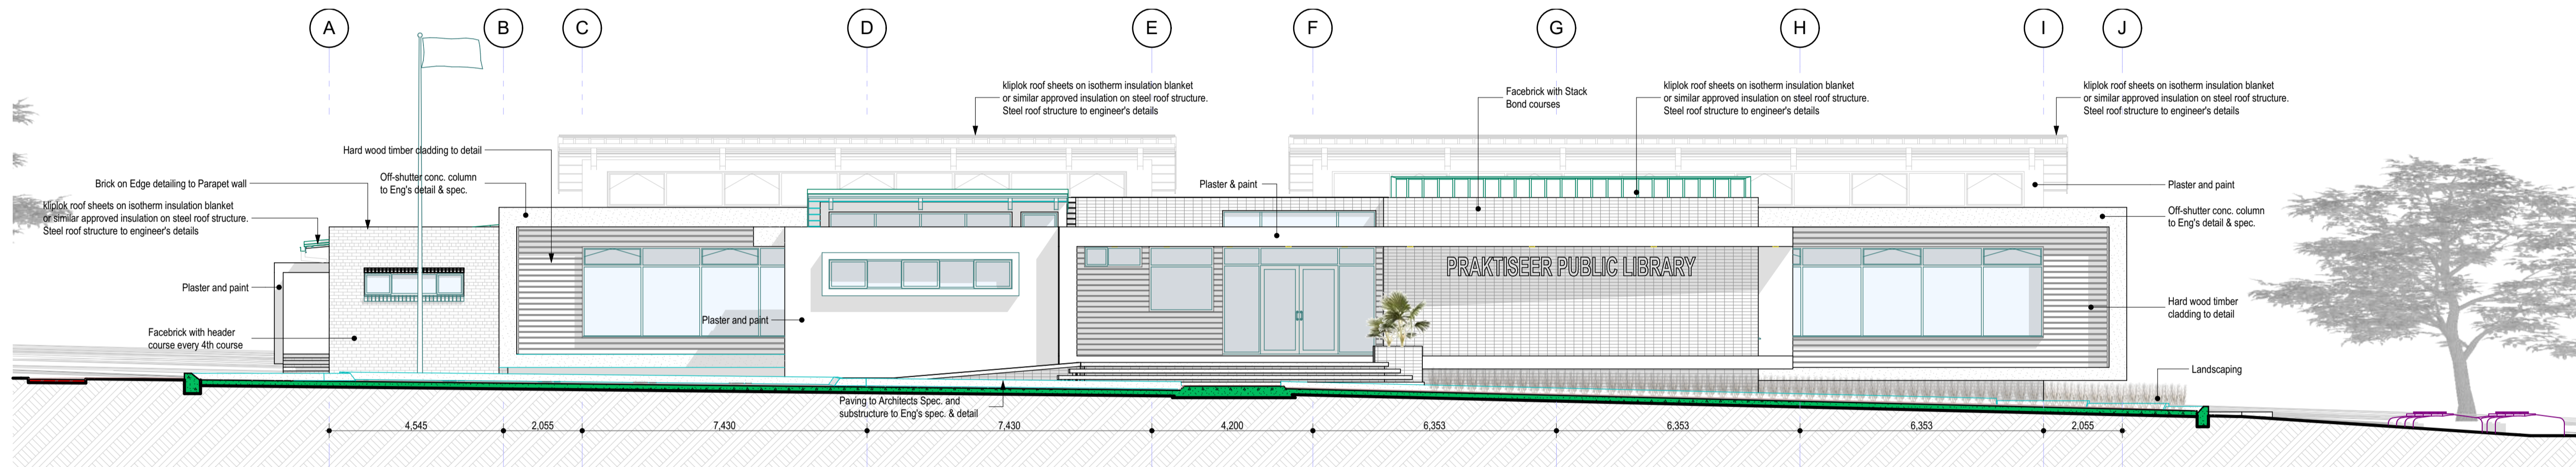 A
B
C
D
E
F
G
H
I
J
kliplok roof sheets on isotherm insulation blanket
or similar approved insulation on steel roof structure.
Steel roof structure to engineer's details
Facebrick with Stack
Bond courses
kliplok roof sheets on isotherm insulation blanket
or similar approved insulation on steel roof structure.
Steel roof structure to engineer's details
kliplok roof sheets on isotherm insulation blanket
or similar approved insulation on steel roof structure.
Steel roof structure to engineer's details
Hard wood timber cladding to detail
Off-shutter conc. column
to Eng's detail & spec.
Brick on Edge detailing to Parapet wall
kliplok roof sheets on isotherm insulation blanket
or similar approved insulation on steel roof structure.
Steel roof structure to engineer's details
Plaster & paint
Plaster and paint
Off-shutter conc. column
to Eng's detail & spec.
PRAKTISEER PUBLIC LIBRARY
Plaster and paint
Plaster and paint
Hard wood timber
cladding to detail
Facebrick with header
course every 4th course
Landscaping
Paving to Architects Spec. and
substructure to Eng's spec. & detail
4,545
2,055
7,430
7,430
4,200
6,353
6,353
6,353
2,055